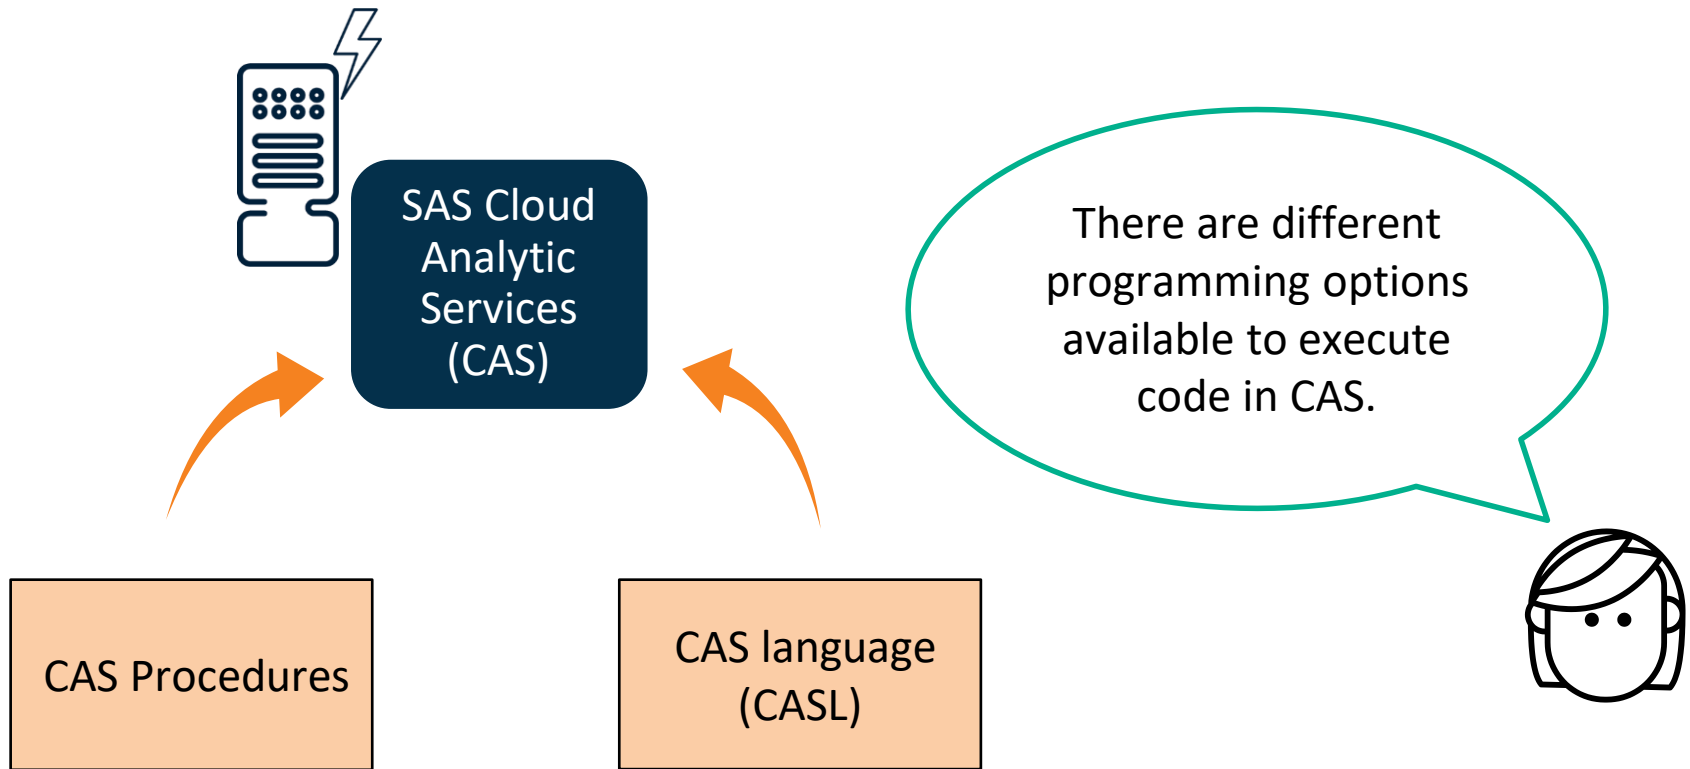 SAS Cloud
Analytic
Services
(CAS)
There are different
programming options
available to execute
code in CAS.
CAS Procedures
CAS language
(CASL)